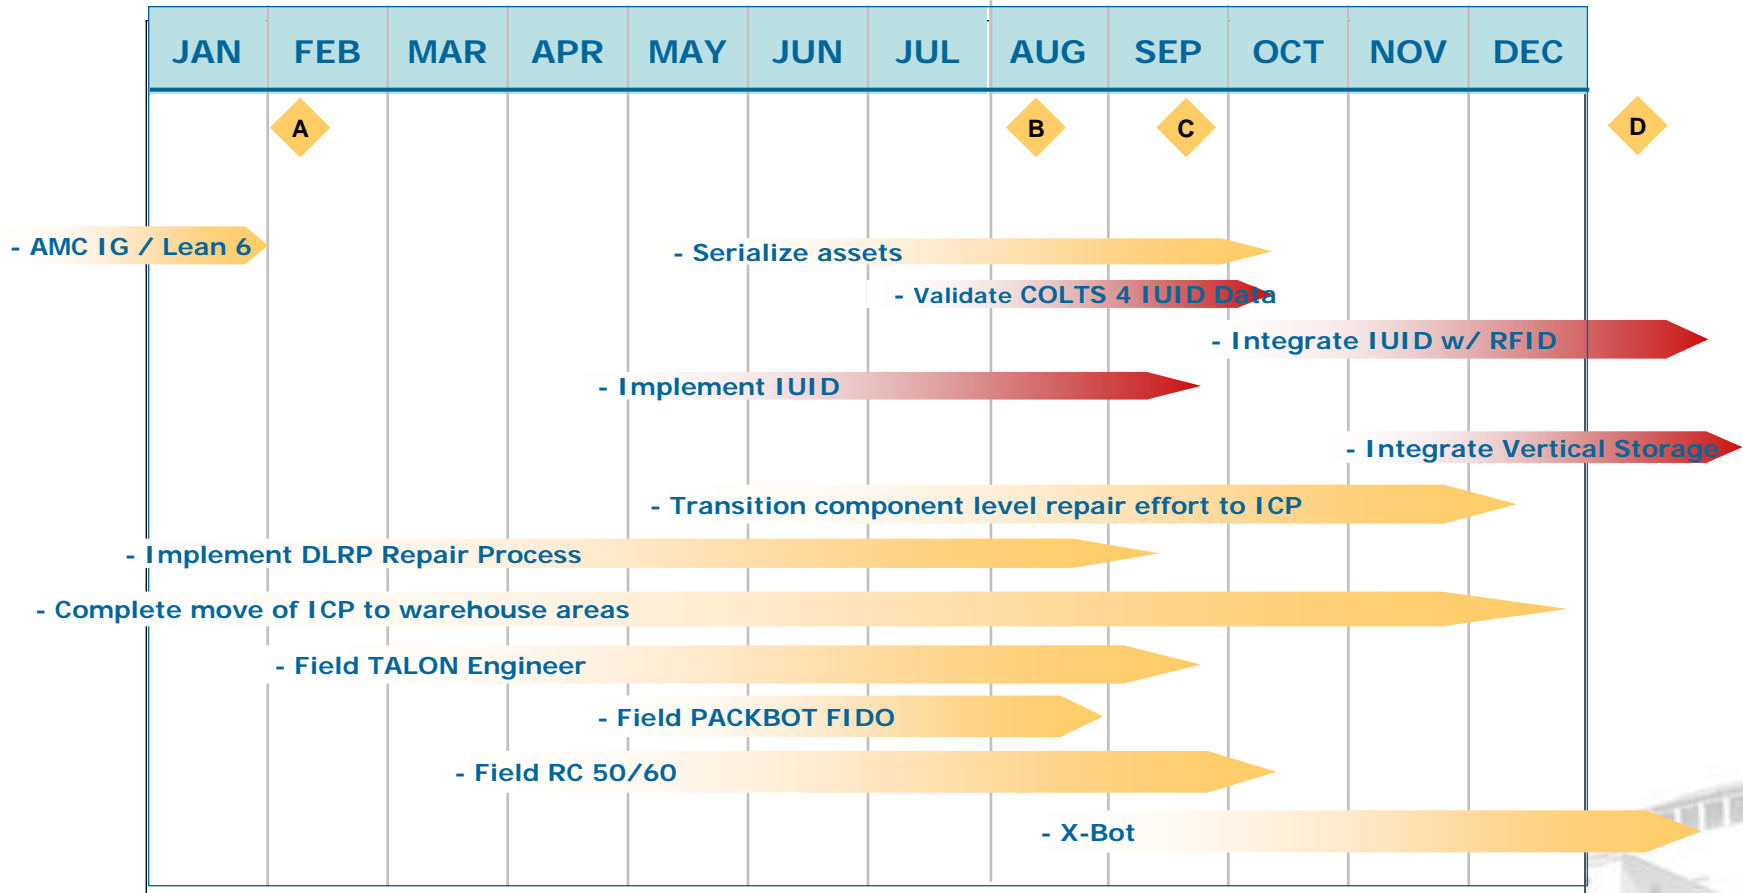 JAN FEB MAR APR MAY JUN JUL AUG SEP OCT NOV DEC
A B C D
- AMC IG / Lean 6
- Serialize assets
- Validate COLTS 4 IUID Data
- Integrate IUID w/ RFID
- Implement IUID
- Integrate Vertical Storage
- Transition component level repair effort to ICP
- Implement DLRP Repair Process
- Complete move of ICP to warehouse areas
- Field TALON Engineer
- Field PACKBOT FIDO
- Field RC 50/60
- X-Bot